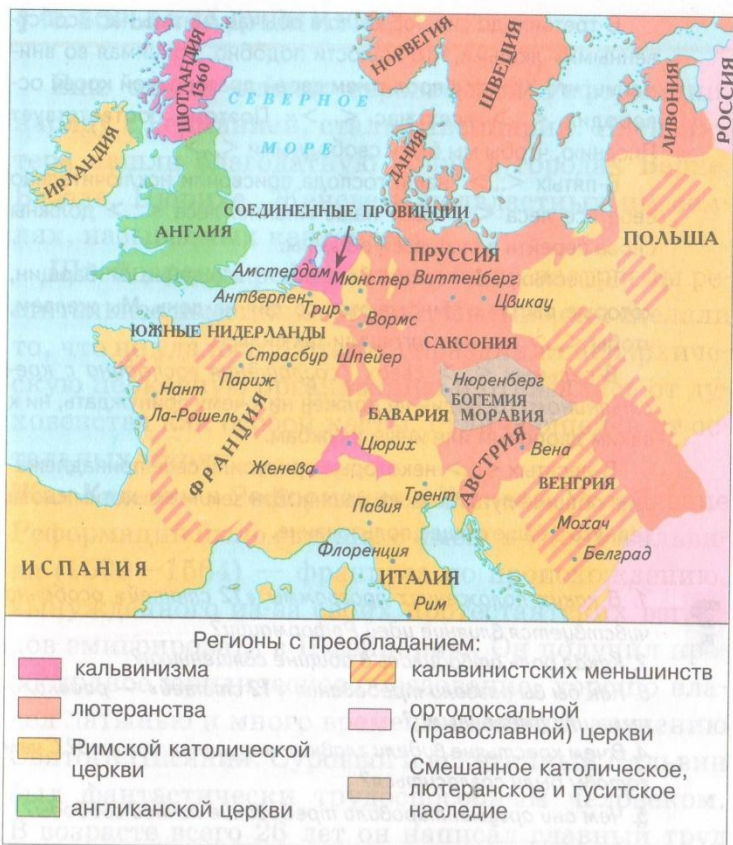 НОРВЕГИЯ
ШВЕЦИЯ
ШОТЛАНДИЯ
1560
СЕВЕРНОЕ
МОРЕ
ИРЛАНДИЯ
ДАНИЯ
ЛИВОНИЯ
РОССИЯ
СОЕДИНЕННЫЕ ПРОВИНЦИИ
АНГЛИЯ
ПОЛЬША
ПРУССИЯ
Амстердам
Мюнстер
Виттенберг
Антверпен
Трир
Цвикау
Вормс
ЮЖНЫЕ НИДЕРЛАНДЫ
САКСОНИЯ
Страсбур
Шпейер
Париж
Нюренберг
Нант
БОГЕМИЯ
Ла-Рошель
БАВАРИЯ
МОРАВИЯ
ФРАНЦИЯ
Цюрих
АВСТРИЯ
Вена
Женева
ВЕНГРИЯ
Трент
Павия
Мохач
Флоренция
Белград
ИСПАНИЯ
ИТАЛИЯ
Рим
Регионы с преобладанием:
кальвинизма
лютеранства
Римской католической
церкви
Англиканской церкви
кальвинистских меньшинств
ортодоксальной
(православной) церкви
Смешанное католическое,
лютеранское и гуситское
наследие